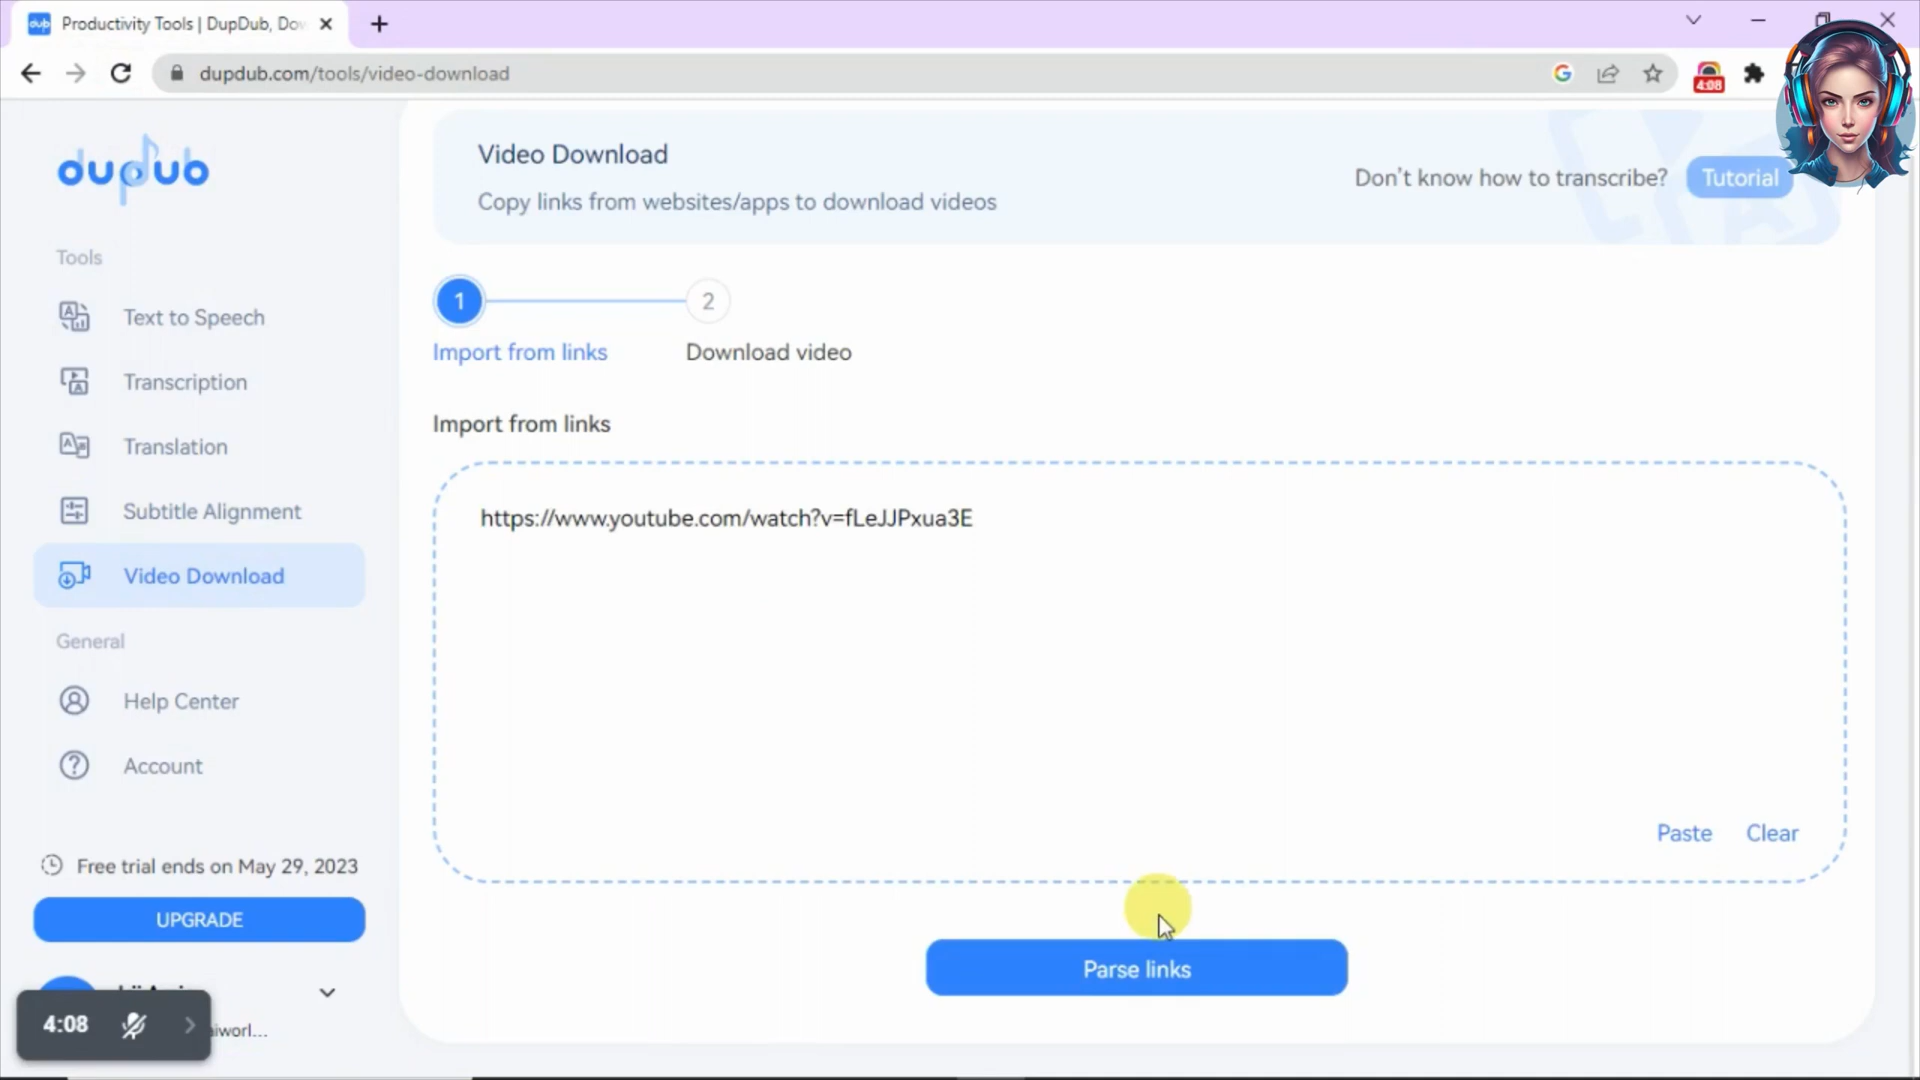 Productivity Tools | DupDub, Dov
dupdub.com/tools/video-download
4:08
dupdub
Video Download
Copy links from websites/apps to download videos
Don't know how to transcribe?
Tutorial
Tools
Text to Speech
Transcription
Translation
Subtitle Alignment
Video Download
General
Help Center
Account
Free trial ends on May 29, 2023
UPGRADE
4:08
aiworl...
1
2
Import from links
Download video
Import from links
https://www.youtube.com/watch?v=fLeJJPxua3E
Paste
Clear
Parse links